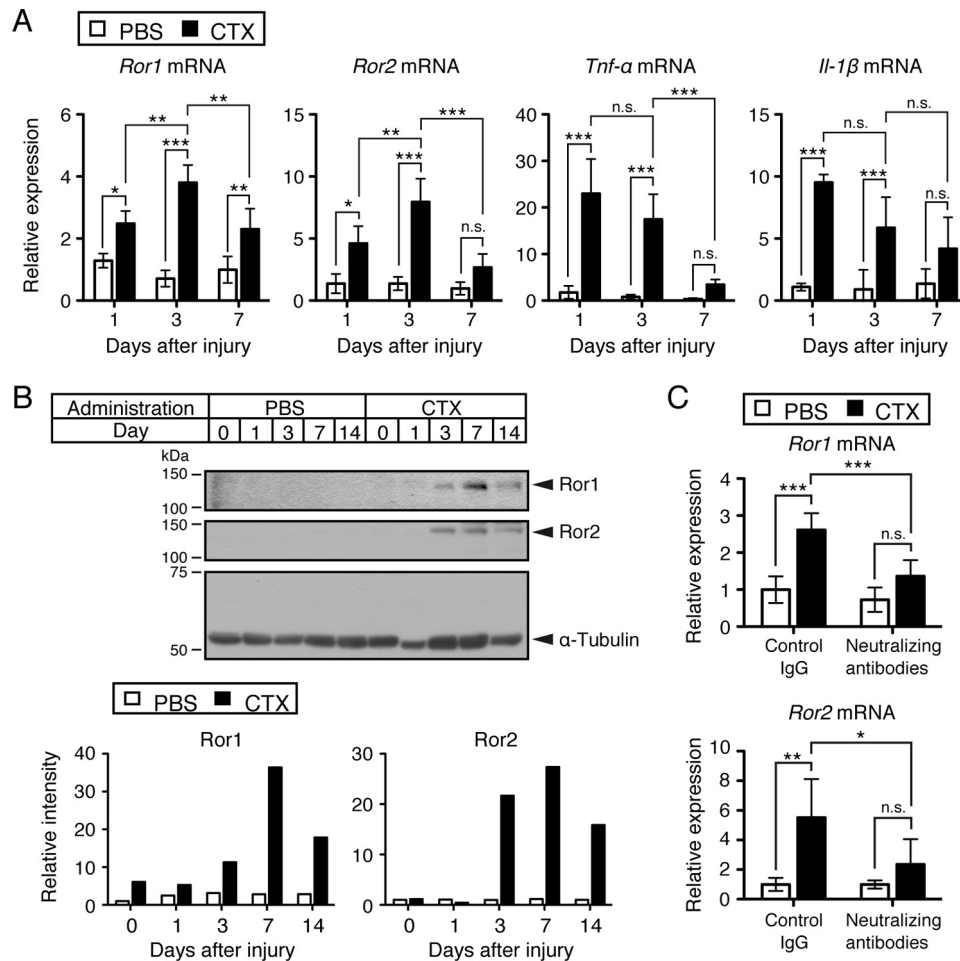 A
PBS CTX
Ror1 mRNA
Relative expression
6
4
2
0
* *** **
** **
1 3 7
Days after injury
Ror2 mRNA
15
10
5
0
* *** n.s.
** ***
1 3 7
Days after injury
Tnf-α mRNA
40
30
20
10
0
*** *** n.s.
n.s. ***
1 3 7
Days after injury
Il-1β mRNA
15
10
5
0
*** *** n.s.
n.s. n.s.
1 3 7
Days after injury
B
Administration PBS CTX
Day 0 1 3 7 14 0 1 3 7 14
kDa
150
100
Ror1
150
100
Ror2
75
50
α-Tubulin
PBS CTX
Ror1
Relative intensity
40
30
20
10
0
0 1 3 7 14
Days after injury
Ror2
30
20
10
0
0 1 3 7 14
Days after injury
C
PBS CTX
Ror1 mRNA
Relative expression
4
3
2
1
0
***
***
n.s.
Control Neutralizing
IgG antibodies
Ror2 mRNA
Relative expression
10
8
6
4
2
0
*
**
n.s.
Control Neutralizing
IgG antibodies